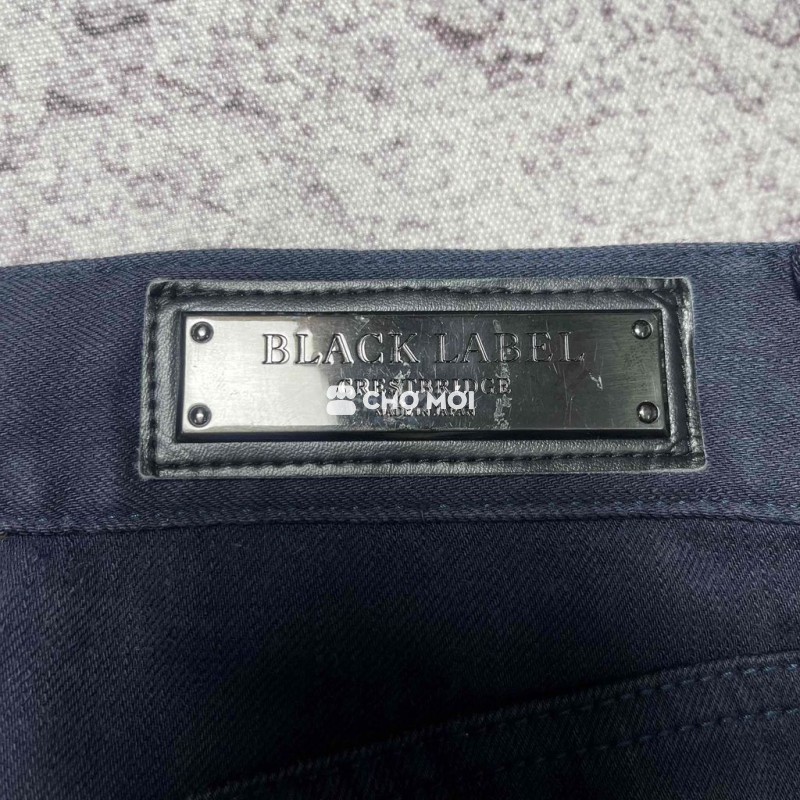 BLACK LABEL
CRESTBRIDGE
CHỢ MỚI
MADE IN JAPAN